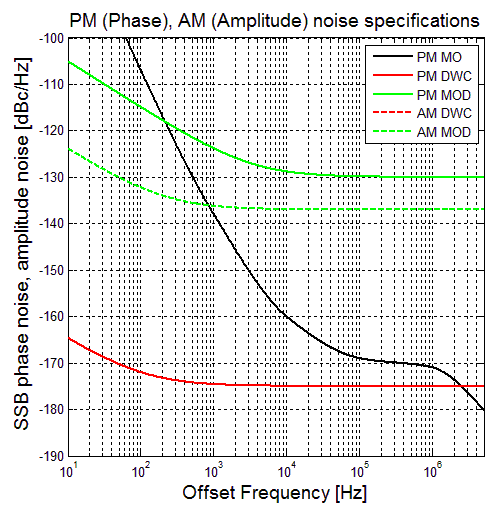 PM (Phase), AM (Amplitude) noise specifications
SSB phase noise, amplitude noise [dBc/Hz]
-100
-110
-120
-130
-140
-150
-160
-170
-180
-190
PM MO
PM DWC
PM MOD
AM DWC
AM MOD
10^1
10^2
10^3
10^4
10^5
10^6
Offset Frequency [Hz]